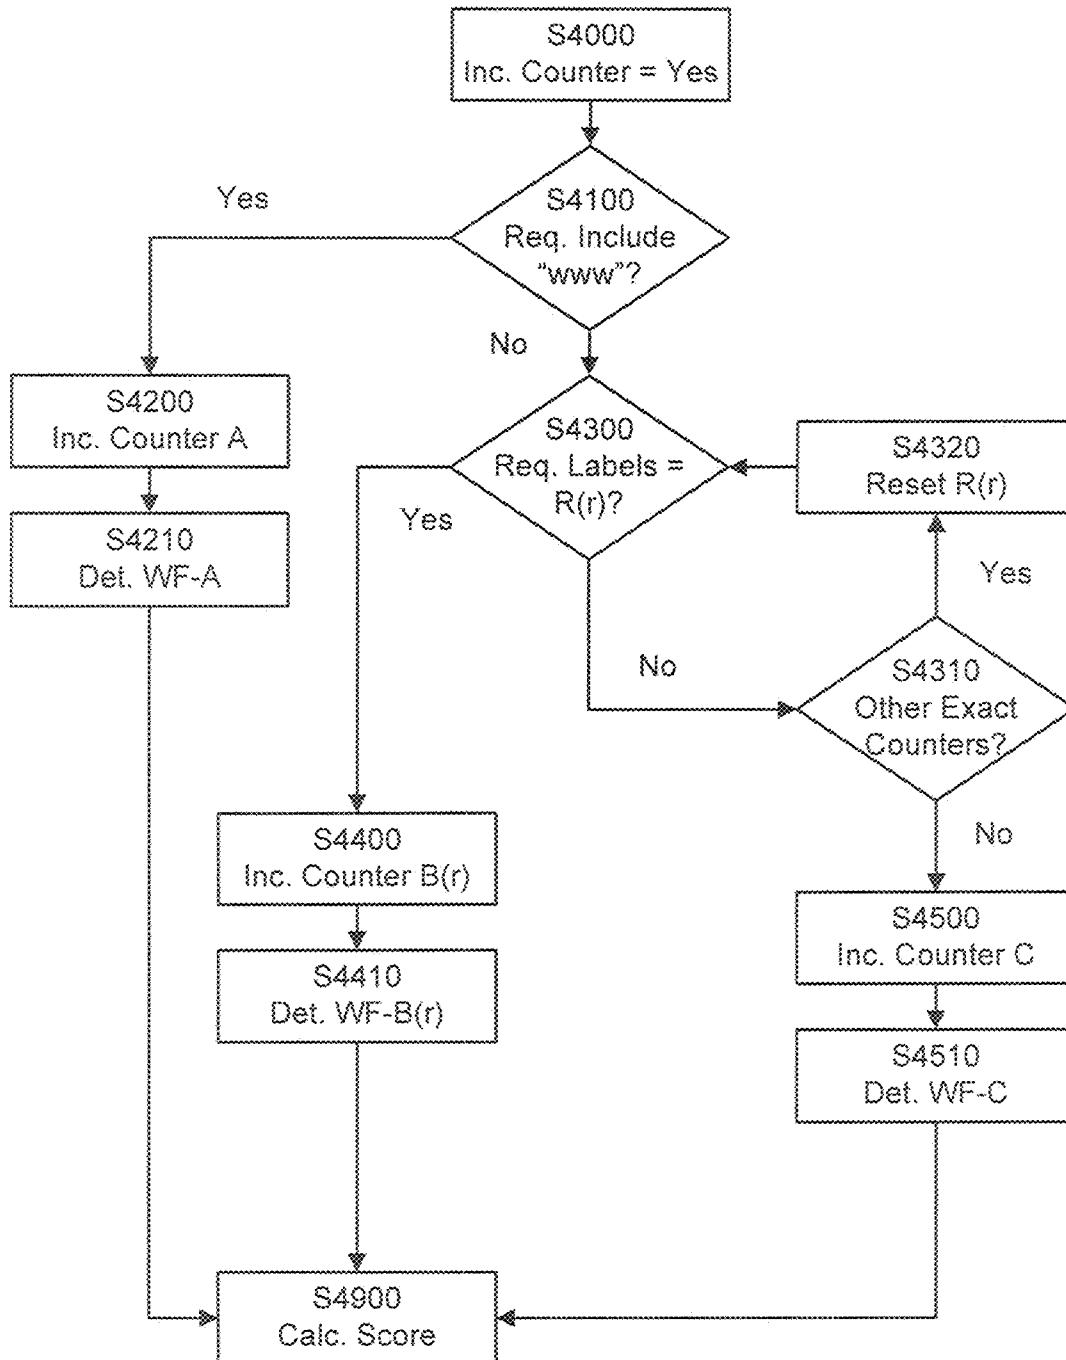 S4000
Inc. Counter = Yes
Yes
S4100
Req. Include
“www”?
No
S4200
Inc. Counter A
S4300
Req. Labels =
R(r)?
S4320
Reset R(r)
Yes
S4210
Det. WF-A
Yes
No
S4310
Other Exact
Counters?
No
S4400
Inc. Counter B(r)
S4500
Inc. Counter C
S4410
Det. WF-B(r)
S4510
Det. WF-C
S4900
Calc. Score